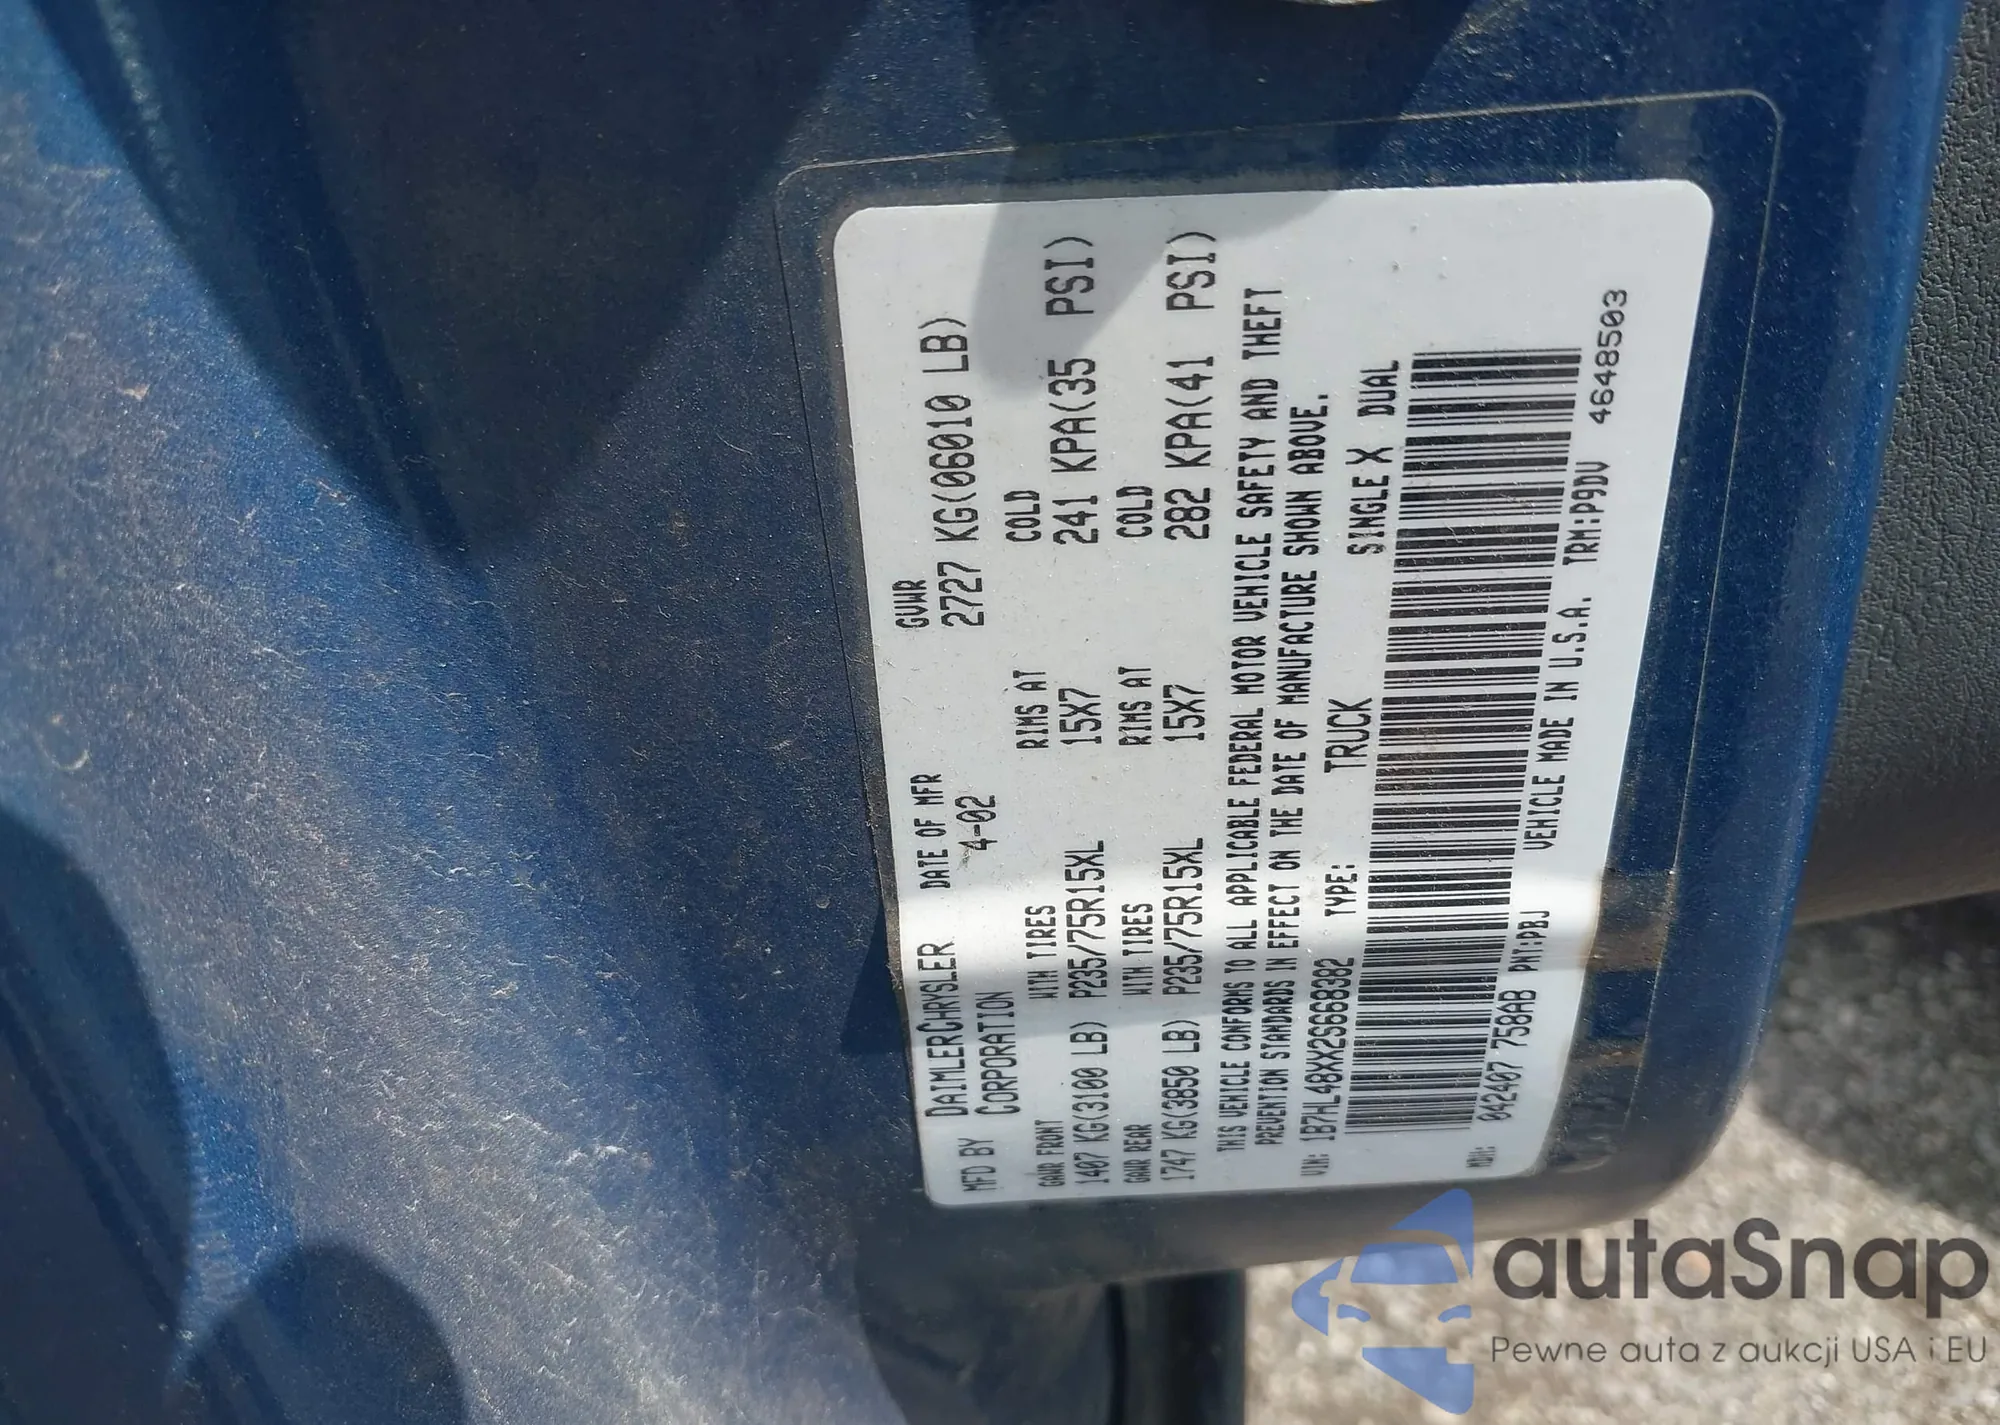 MFD BY DAIMLERCHRYSLER DATE OF MFR GVWR
CORPORATION 4-02 2727 KG(06010 LB)
GAWR FRONT WITH TIRES RIMS AT COLD
1407 KG(3100 LB) P235/75R15XL 15X7 241 KPA(35 PSI)
GAWR REAR WITH TIRES RIMS AT COLD
1747 KG(3850 LB) P235/75R15XL 15X7 282 KPA(41 PSI)
THIS VEHICLE CONFORMS TO ALL APPLICABLE FEDERAL MOTOR VEHICLE SAFETY AND THEFT
PREVENTION STANDARDS IN EFFECT ON THE DATE OF MANUFACTURE SHOWN ABOVE.
VIN: 1B7HL48XX2S668382 TYPE: TRUCK SINGLE X DUAL
MDH: 042407 758AB PNT:PBJ VEHICLE MADE IN U.S.A. TRM:P9DV 4648503
autaSnap
Pewne auta z aukcji USA i EU